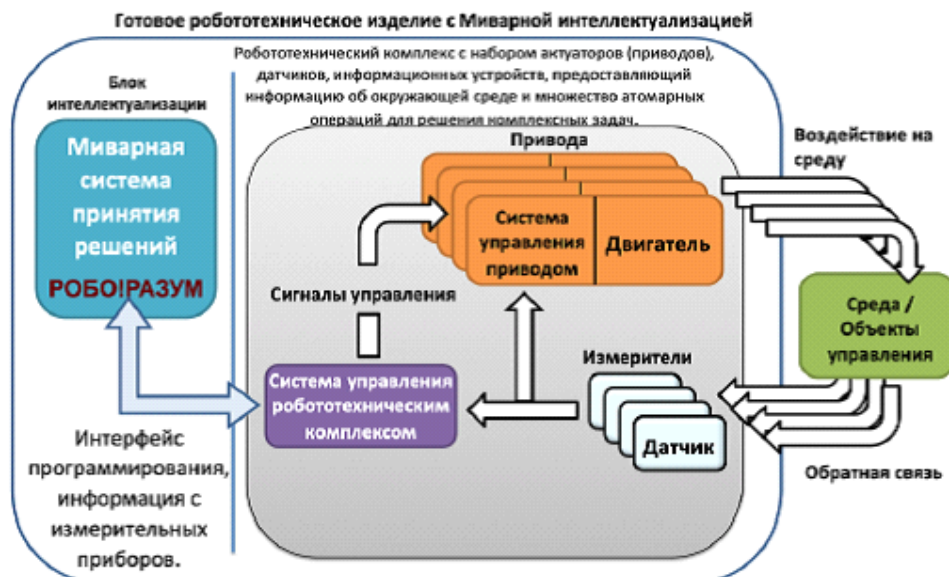 Готовое робототехническое изделие с Миварной интеллектуализацией
Робототехнический комплекс с набором актуаторов (приводов),
датчиков, информационных устройств, предоставляющий
информацию об окружающей среде и множество атомарных
операций для решения комплексных задач.
Блок
интеллектуализации
Миварная
система
принятия
решений
РОБО!РАЗУМ
Интерфейс
программирования,
информация с
измерительных
приборов.
Привода
Система
управления
приводом
Двигатель
Сигналы управления
Система управления
робототехническим
комплексом
Измерители
Датчик
Воздействие на
среду
Среда /
Объекты
управления
Обратная связь